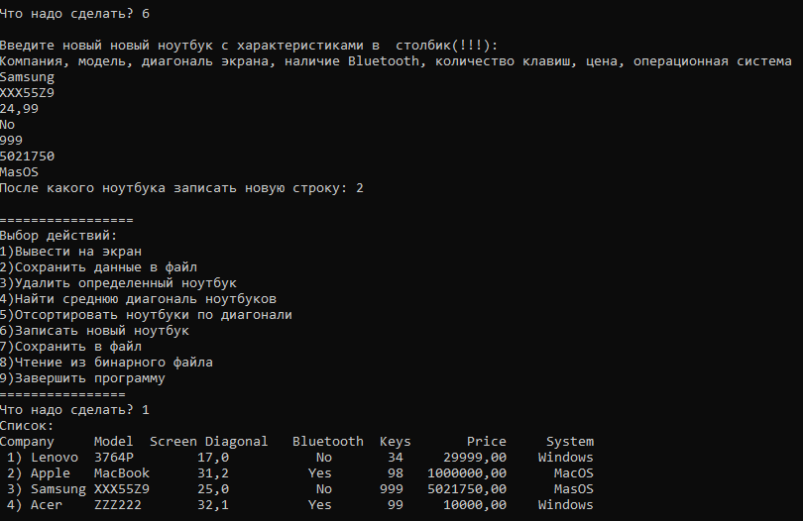 Что надо сделать? 6
Введите новый новый ноутбук с характеристиками в  столбик(!!!):
Компания, модель, диагональ экрана, наличие Bluetooth, количество клавиш, цена, операционная система
Samsung
XXX55Z9
24,99
No
999
5021750
MasOS
После какого ноутбука записать новую строку: 2
=================
Выбор действий:
1)Вывести на экран
2)Сохранить данные в файл
3)Удалить определенный ноутбук
4)Найти среднюю диагональ ноутбуков
5)Отсортировать ноутбуки по диагонали
6)Записать новый ноутбук
7)Сохранить в файл
8)Чтение из бинарного файла
9)Завершить программу
================
Что надо сделать? 1
Список:
Company     Model  Screen Diagonal   Bluetooth  Keys       Price     System
 1) Lenovo  3764P        17,0           No       34     29999,00    Windows
 2) Apple   MacBook      31,2          Yes       98   1000000,00      MacOS
 3) Samsung XXX55Z9      25,0           No      999   5021750,00      MasOS
 4) Acer    ZZZ222       32,1          Yes       99     10000,00    Windows